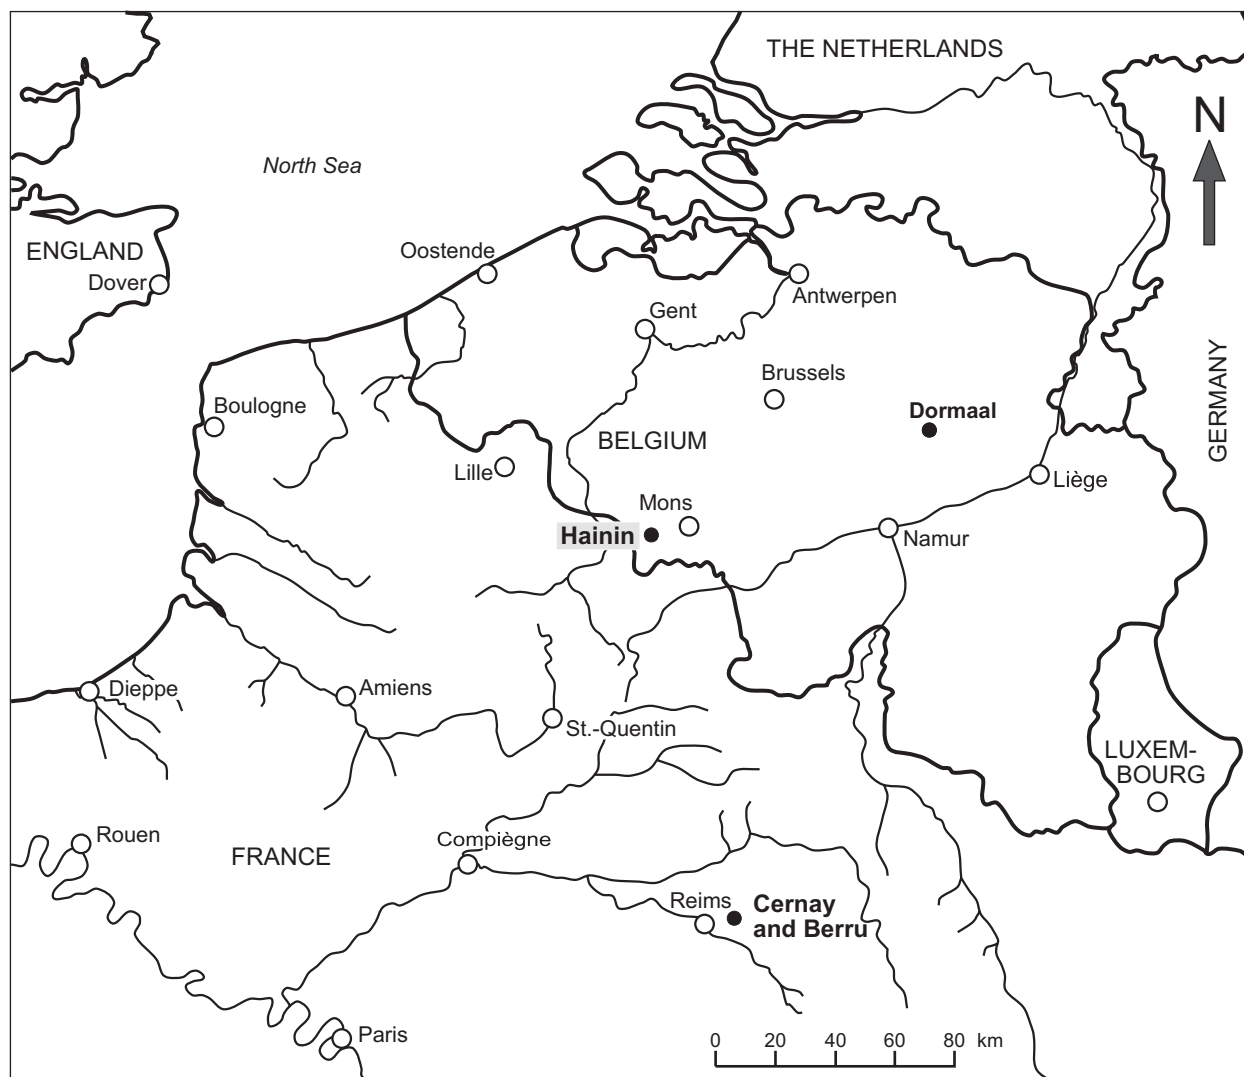 THE NETHERLANDS
N
North Sea
ENGLAND
Dover
Oostende
Antwerpen
Gent
GERMANY
Brussels
Boulogne
Dormaal
BELGIUM
Lille
Liège
Mons
Hainin
Namur
Dieppe
Amiens
St.-Quentin
LUXEM-
BOURG
Rouen
Compiègne
FRANCE
Reims
Cernay
and Berru
Paris
0 20 40 60 80 km